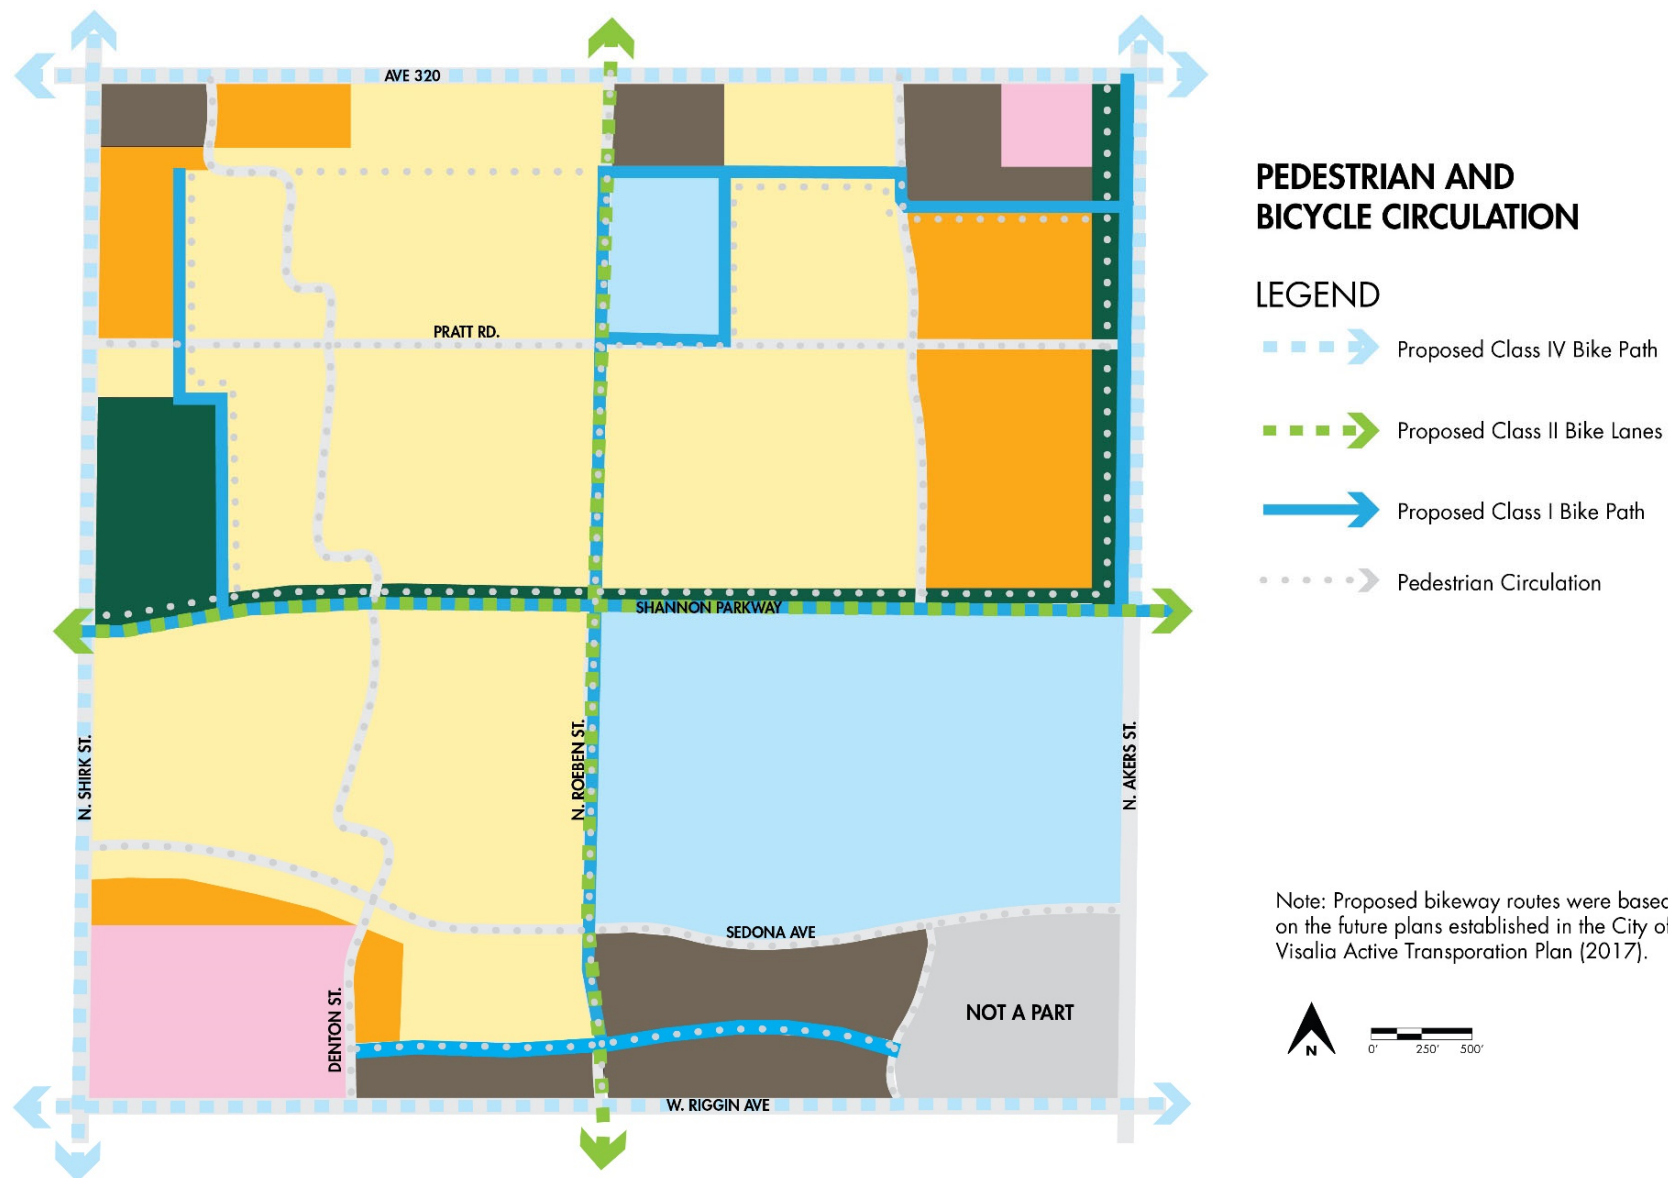 AVE 320
PEDESTRIAN AND
BICYCLE CIRCULATION
LEGEND
PRATT RD.
Proposed Class IV Bike Path
Proposed Class II Bike Lanes
Proposed Class I Bike Path
Pedestrian Circulation
SHANNON PARKWAY
N. SHIRK ST.
N. ROEBEN ST.
N. AKERS ST.
Note: Proposed bikeway routes were based
on the future plans established in the City of
Visalia Active Transporation Plan (2017).
SEDONA AVE
DENTON ST.
NOT A PART
N
0' 250' 500'
W. RIGGIN AVE